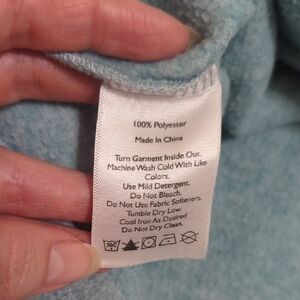 100% Polyester
Made in China
Turn Garment Inside Out.
Machine Wash Cold With Like
Colors.
Use Mild Detergent.
Do Not Bleach.
Do Not Use Fabric Softeners.
Tumble Dry Low.
Cool Iron As Desired
Do Not Dry Clean.